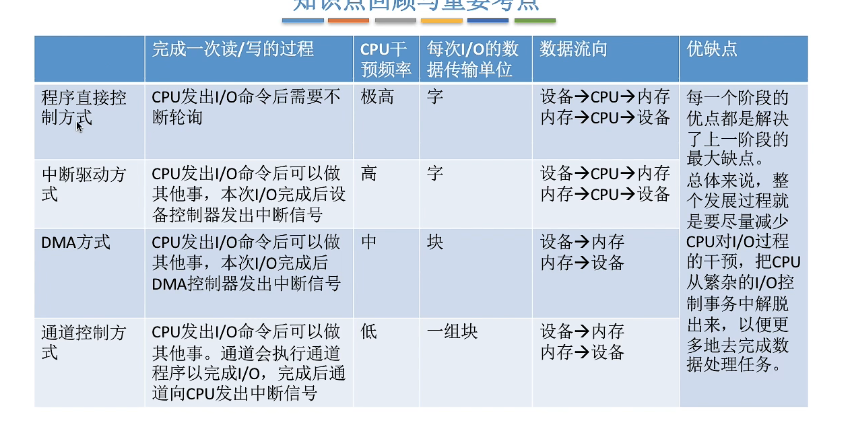 知识点回顾与重要考点
完成一次读/写的过程
CPU干
预频率
每次I/O的数
据传输单位
数据流向
优缺点
程序直接控
制方式
CPU发出I/O命令后需要不
断轮询
极高
字
设备→CPU→内存
内存→CPU→设备
每一个阶段的
优点都是解决
了上一阶段的
最大缺点。
总体来说，整
个发展过程就
是要尽量减少
CPU对I/O过程
的干预，把CPU
从繁杂的I/O控
制事务中解脱
出来，以便更
多地去完成数
据处理任务。
中断驱动方
式
CPU发出I/O命令后可以做
其他事，本次I/O完成后设
备控制器发出中断信号
高
字
设备→CPU→内存
内存→CPU→设备
DMA方式
CPU发出I/O命令后可以做
其他事，本次I/O完成后
DMA控制器发出中断信号
中
块
设备→内存
内存→设备
通道控制方
式
CPU发出I/O命令后可以做
其他事。通道会执行通道
程序以完成I/O，完成后通
道向CPU发出中断信号
低
一组块
设备→内存
内存→设备